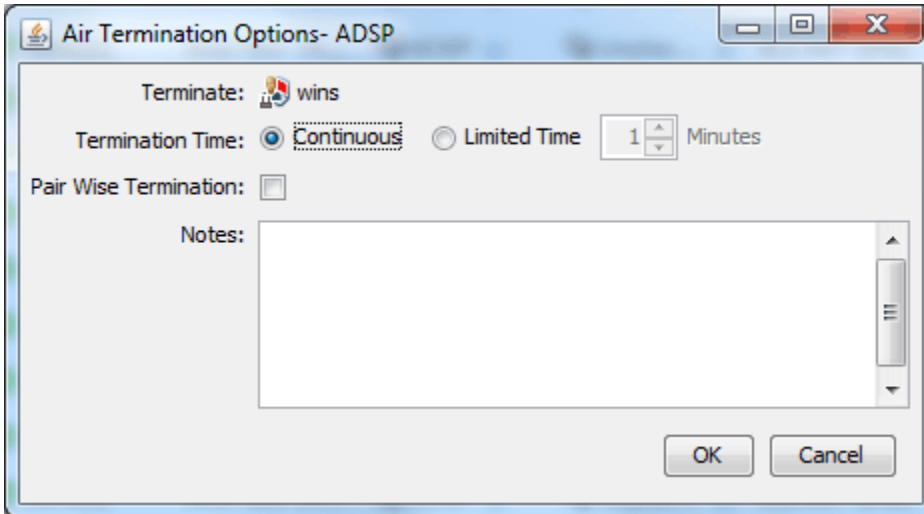 Air Termination Options- ADSP
Terminate: wins
Termination Time: Continuous Limited Time 1 Minutes
Pair Wise Termination:
Notes:
OK Cancel